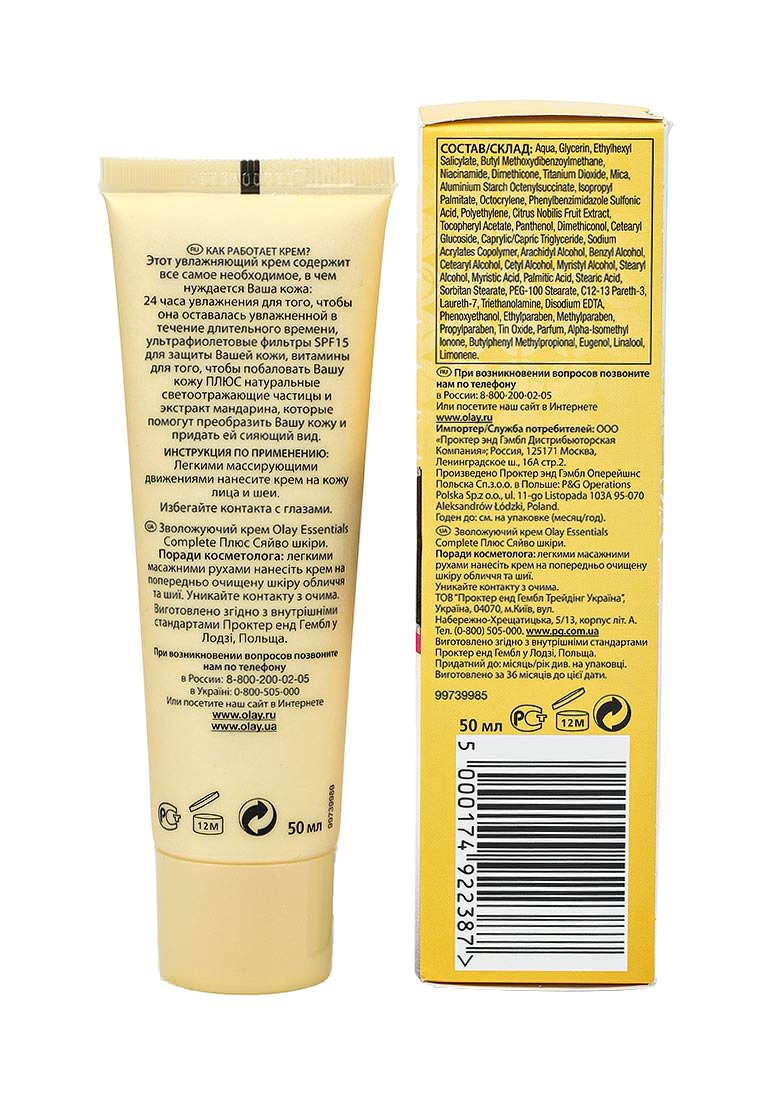 RU КАК РАБОТАЕТ КРЕМ?
Этот увлажняющий крем содержит
все самое необходимое, в чем
нуждается Ваша кожа:
24 часа увлажнения для того, чтобы
она оставалась увлажненной в
течение длительного времени,
ультрафиолетовые фильтры SPF15
для защиты Вашей кожи, витамины
для того, чтобы побаловать Вашу
кожу ПЛЮС натуральные
светоотражающие частицы и
экстракт мандарина, которые
помогут преобразить Вашу кожу и
придать ей сияющий вид.
ИНСТРУКЦИЯ ПО ПРИМЕНЕНИЮ:
Легкими массирующими
движениями нанесите крем на кожу
лица и шеи.
Избегайте контакта с глазами.
UA Зволожуючий крем Olay Essentials
Complete Плюс Сяйво шкіри.
Поради косметолога: легкими
масажними рухами нанесіть крем на
попередньо очищену шкіру обличчя
та шиї. Уникайте контакту з очима.
Виготовлено згідно з внутрішніми
стандартами Проктер енд Гембл у
Лодзі, Польща.
При возникновении вопросов позвоните
нам по телефону
в России: 8-800-200-02-05
в Україні: 0-800-505-000
Или посетите наш сайт в Интернете
www.olay.ru
www.olay.ua
12M
50 мл
99739989
СОСТАВ/СКЛАД: Aqua, Glycerin, Ethylhexyl
Salicylate, Butyl Methoxydibenzoylmethane,
Niacinamide, Dimethicone, Titanium Dioxide, Mica,
Aluminium Starch Octenylsuccinate, Isopropyl
Palmitate, Octocrylene, Phenylbenzimidazole Sulfonic
Acid, Polyethylene, Citrus Nobilis Fruit Extract,
Tocopheryl Acetate, Panthenol, Dimethiconol, Cetearyl
Glucoside, Caprylic/Capric Triglyceride, Sodium
Acrylates Copolymer, Arachidyl Alcohol, Benzyl Alcohol,
Cetearyl Alcohol, Cetyl Alcohol, Myristyl Alcohol, Stearyl
Alcohol, Myristic Acid, Palmitic Acid, Stearic Acid,
Sorbitan Stearate, PEG-100 Stearate, C12-13 Pareth-3,
Laureth-7, Triethanolamine, Disodium EDTA,
Phenoxyethanol, Ethylparaben, Methylparaben,
Propylparaben, Tin Oxide, Parfum, Alpha-Isomethyl
Ionone, Butylphenyl Methylpropional, Eugenol, Linalool,
Limonene.
RU При возникновении вопросов позвоните
нам по телефону
в России: 8-800-200-02-05
Или посетите наш сайт в Интернете
www.olay.ru
Импортер/Служба потребителей: ООО
«Проктер энд Гэмбл Дистрибьюторская
Компания»; Россия, 125171 Москва,
Ленинградское ш., 16А стр.2.
Произведено Проктер энд Гэмбл Оперейшнс
Польска Сп.з.о.о. в Польше: P&G Operations
Polska Sp.z o.o., ul. 11-go Listopada 103A 95-070
Aleksandrów Łódzki, Poland.
Годен до: см. на упаковке (месяц/год).
UA Зволожуючий крем Olay Essentials
Complete Плюс Сяйво шкіри.
Поради косметолога: легкими масажними
рухами нанесіть крем на попередньо очищену
шкіру обличчя та шиї.
Уникайте контакту з очима.
ТОВ "Проктер енд Гембл Трейдінг Україна",
Україна, 04070, м.Київ, вул.
Набережно-Хрещатицька, 5/13, корпус літ. А.
Тел. (0-800) 505-000. www.pg.com.ua
Виготовлено згідно з внутрішніми стандартами
Проктер енд Гембл у Лодзі, Польща.
Придатний до: місяць/рік див. на упаковці.
Виготовлено за 36 місяців до цієї дати.
99739985
50 мл
12M
5 000174 922387 >